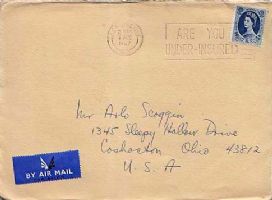 ARE YOU
UNDER-INSURED
Mr Arlo Scoggin
1345 Sleepy Hollow Drive
Coshocton Ohio 43812
U.S.A
BY AIR MAIL